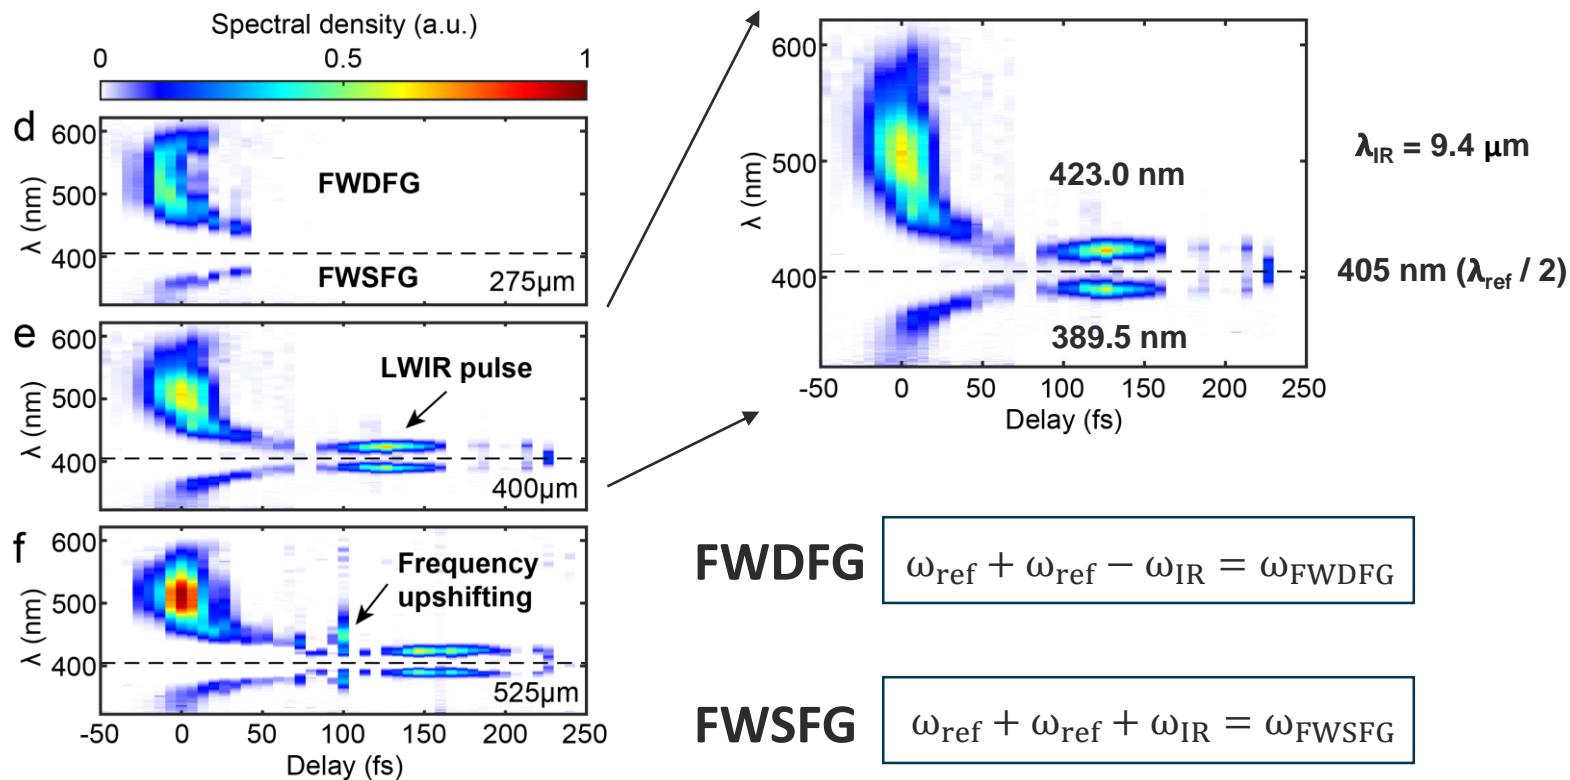 Spectral density (a.u.)
0 0.5 1
d
600
500
400
λ (nm)
FWDFG
FWSFG
275μm
e
600
500
400
λ (nm)
LWIR pulse
400μm
f
600
500
400
λ (nm)
Frequency
upshifting
525μm
-50 0 50 100 150 200 250
Delay (fs)
600
500
400
λ (nm)
423.0 nm
389.5 nm
-50 0 50 100 150 200 250
Delay (fs)
λIR = 9.4 μm
405 nm (λref / 2)
FWDFG ωref + ωref − ωIR = ωFWDFG
FWSFG ωref + ωref + ωIR = ωFWSFG